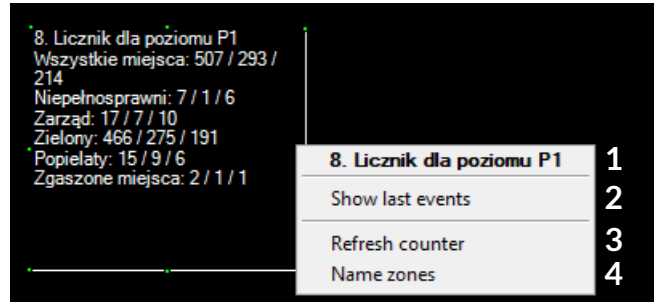 8. Licznik dla poziomu P1
Wszystkie miejsca: 507 / 293 /
214
Niepełnosprawni: 7 / 1 / 6
Zarząd: 17 / 7 / 10
Zielony: 466 / 275 / 191
Popielaty: 15 / 9 / 6
Zgaszone miejsca: 2 / 1 / 1
8. Licznik dla poziomu P1 1
Show last events 2
Refresh counter 3
Name zones 4